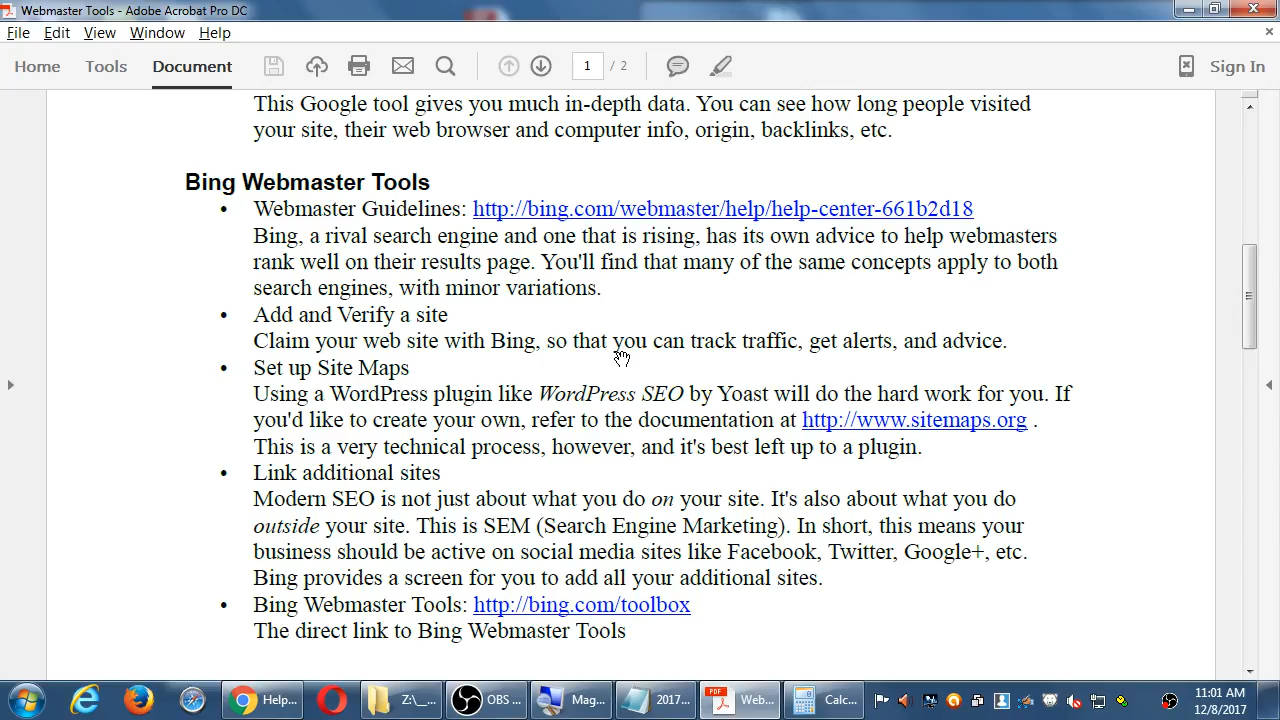 Webmaster Tools - Adobe Acrobat Pro DC
File Edit View Window Help
Home Tools Document 1 / 2 Sign In
This Google tool gives you much in-depth data. You can see how long people visited
your site, their web browser and computer info, origin, backlinks, etc.
Bing Webmaster Tools
• Webmaster Guidelines: http://bing.com/webmaster/help/help-center-661b2d18
Bing, a rival search engine and one that is rising, has its own advice to help webmasters
rank well on their results page. You'll find that many of the same concepts apply to both
search engines, with minor variations.
• Add and Verify a site
Claim your web site with Bing, so that you can track traffic, get alerts, and advice.
• Set up Site Maps
Using a WordPress plugin like WordPress SEO by Yoast will do the hard work for you. If
you'd like to create your own, refer to the documentation at http://www.sitemaps.org .
This is a very technical process, however, and it's best left up to a plugin.
• Link additional sites
Modern SEO is not just about what you do on your site. It's also about what you do
outside your site. This is SEM (Search Engine Marketing). In short, this means your
business should be active on social media sites like Facebook, Twitter, Google+, etc.
Bing provides a screen for you to add all your additional sites.
• Bing Webmaster Tools: http://bing.com/toolbox
The direct link to Bing Webmaster Tools
Help... Z:\__... OBS ... Mag... 2017... PDF Web... Calc... 11:01 AM
12/8/2017